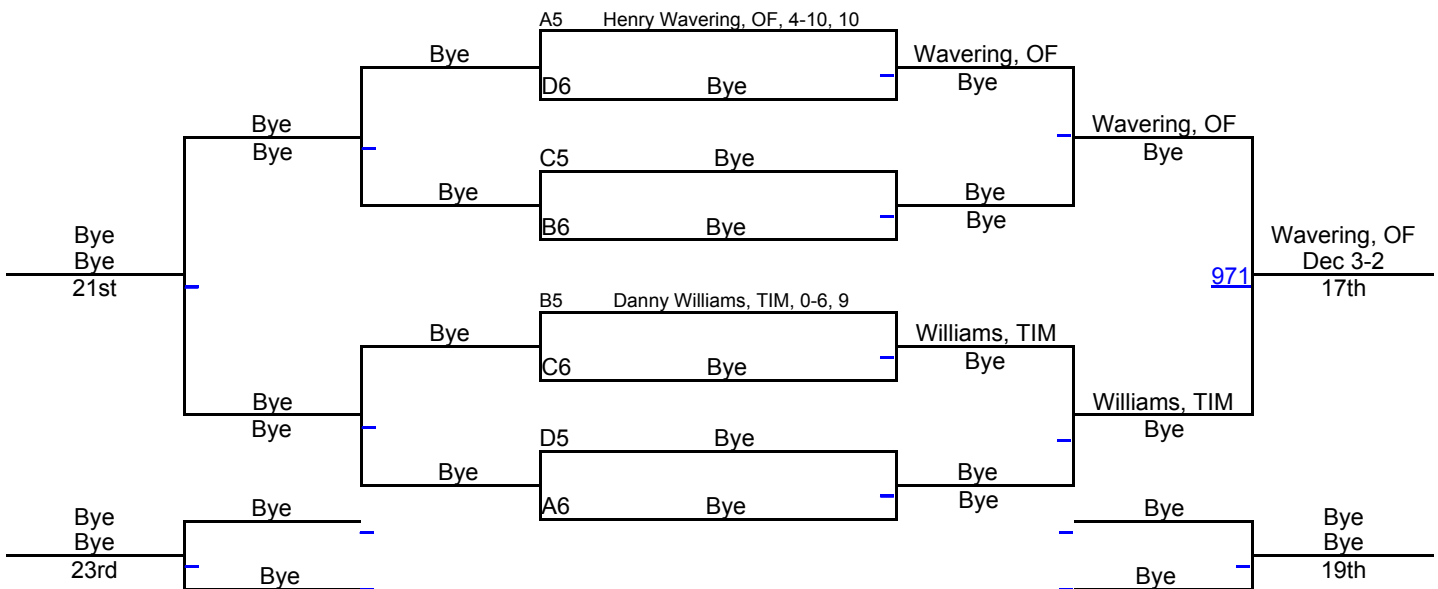 A5 Henry Wavering, OF, 4-10, 10
Bye Wavering, OF
D6 Bye Bye
Bye Wavering, OF
Bye Bye
C5 Bye
Bye Bye
B6 Bye Bye
Bye Wavering, OF
Bye Dec 3-2
21st 971 17th
B5 Danny Williams, TIM, 0-6, 9
Bye Williams, TIM
C6 Bye Bye
Bye Williams, TIM
Bye Bye
D5 Bye
Bye Bye
A6 Bye Bye
Bye Bye Bye Bye
Bye Bye
23rd 19th
Bye Bye